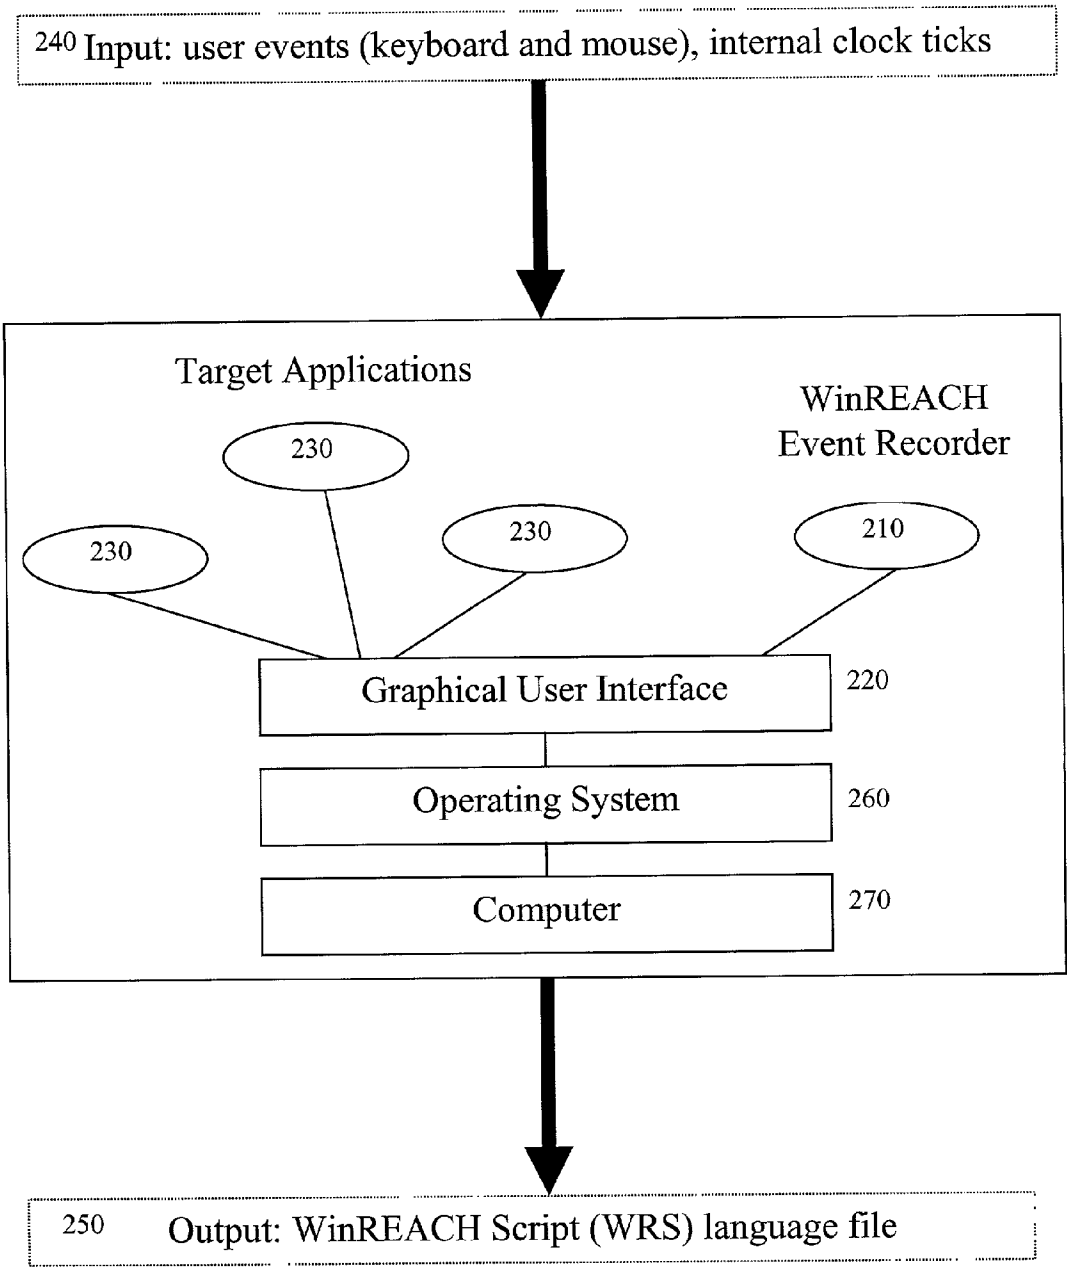 240 Input: user events (keyboard and mouse), internal clock ticks
Target Applications
WinREACH
Event Recorder
230
230
230
210
Graphical User Interface 220
Operating System 260
Computer 270
250 Output: WinREACH Script (WRS) language file